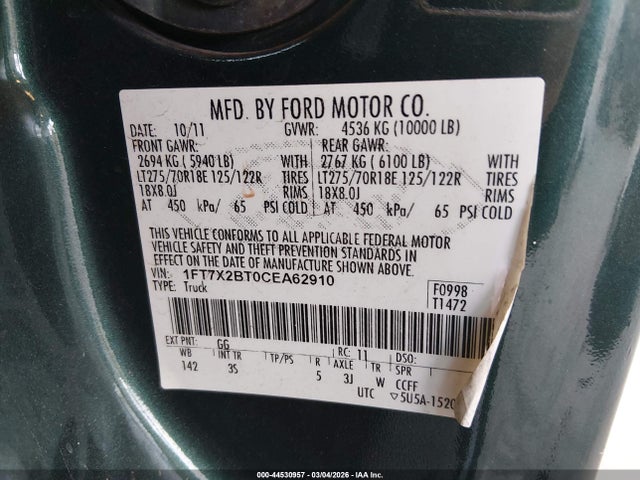 MFD. BY FORD MOTOR CO.
DATE: 10/11 GVWR: 4536 KG (10000 LB)
FRONT GAWR: REAR GAWR:
2694 KG ( 5940 LB) WITH 2767 KG ( 6100 LB) WITH
LT275/70R18E 125/122R TIRES LT275/70R18E 125/122R TIRES
18X8.0J RIMS 18X8.0J RIMS
AT 450 kPa/ 65 PSI COLD AT 450 kPa/ 65 PSI COLD
THIS VEHICLE CONFORMS TO ALL APPLICABLE FEDERAL MOTOR
VEHICLE SAFETY AND THEFT PREVENTION STANDARDS IN
EFFECT ON THE DATE OF MANUFACTURE SHOWN ABOVE.
VIN: 1FT7X2BT0CEA62910
TYPE: Truck
F0998
T1472
EXT PNT: GG RC: 11 DSO:
WB INT TR TP/PS R AXLE TR SPR
142 3S 5 3J W CCFF
UTC ▽5U5A-1520
000-44530957 - 03/04/2026 - IAA Inc.